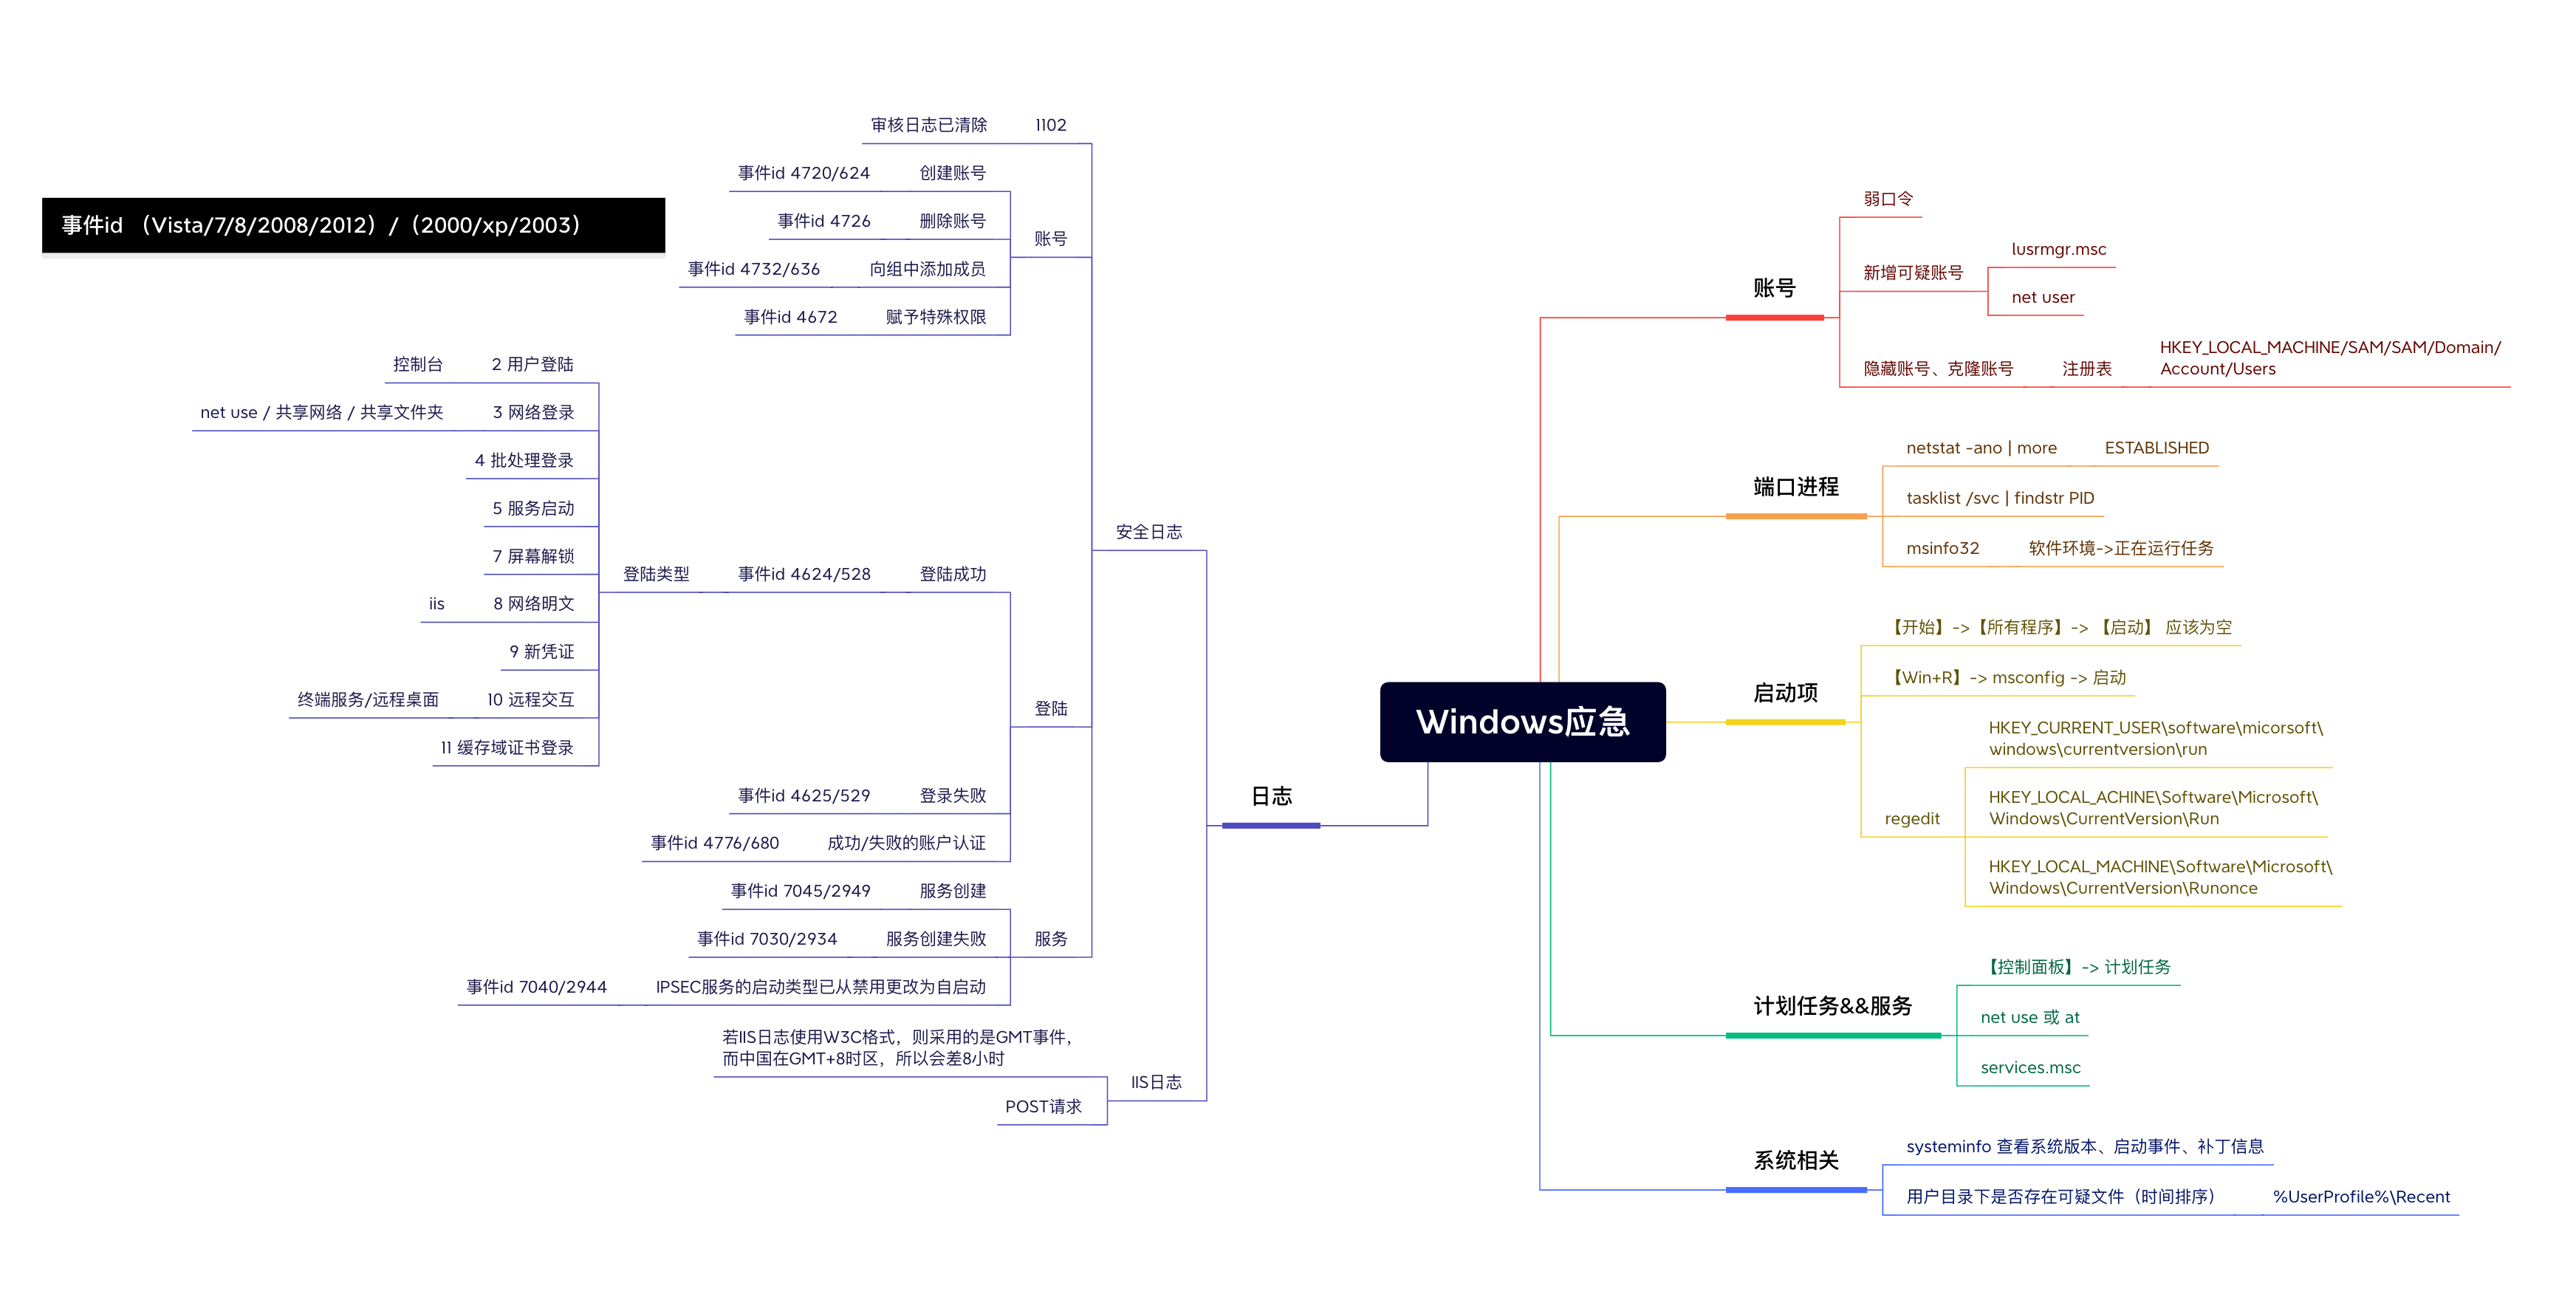 Windows应急
账号
弱口令
新增可疑账号
lusrmgr.msc
net user
隐藏账号、克隆账号
注册表
HKEY_LOCAL_MACHINE/SAM/SAM/Domain/
Account/Users
端口进程
netstat -ano | more
ESTABLISHED
tasklist /svc | findstr PID
msinfo32
软件环境->正在运行任务
启动项
【开始】->【所有程序】-> 【启动】 应该为空
【Win+R】-> msconfig -> 启动
regedit
HKEY_CURRENT_USER\software\micorsoft\
windows\currentversion\run
HKEY_LOCAL_ACHINE\Software\Microsoft\
Windows\CurrentVersion\Run
HKEY_LOCAL_MACHINE\Software\Microsoft\
Windows\CurrentVersion\Runonce
计划任务&&服务
【控制面板】-> 计划任务
net use 或 at
services.msc
系统相关
systeminfo 查看系统版本、启动事件、补丁信息
用户目录下是否存在可疑文件（时间排序）
%UserProfile%\Recent
日志
安全日志
1102
审核日志已清除
账号
创建账号
事件id 4720/624
删除账号
事件id 4726
向组中添加成员
事件id 4732/636
赋予特殊权限
事件id 4672
登陆
登陆成功
事件id 4624/528
登陆类型
2 用户登陆
控制台
3 网络登录
net use / 共享网络 / 共享文件夹
4 批处理登录
5 服务启动
7 屏幕解锁
8 网络明文
iis
9 新凭证
10 远程交互
终端服务/远程桌面
11 缓存域证书登录
登录失败
事件id 4625/529
成功/失败的账户认证
事件id 4776/680
服务
服务创建
事件id 7045/2949
服务创建失败
事件id 7030/2934
IPSEC服务的启动类型已从禁用更改为自启动
事件id 7040/2944
IIS日志
若IIS日志使用W3C格式，则采用的是GMT事件，
而中国在GMT+8时区，所以会差8小时
POST请求
事件id （Vista/7/8/2008/2012）/（2000/xp/2003）